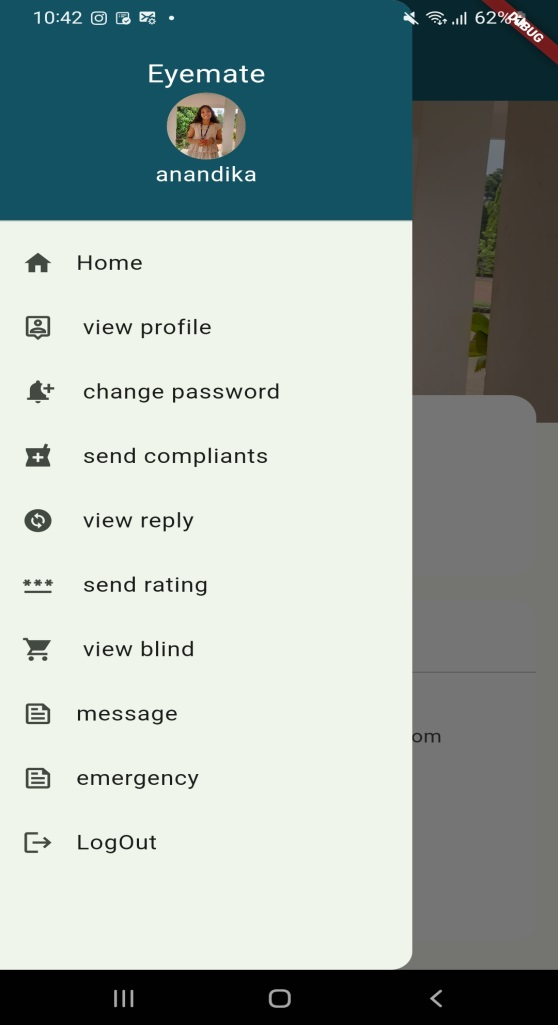 10:42 62%
DEBUG
Eyemate
anandika
Home
view profile
change password
send compliants
view reply
send rating
view blind
message
om
emergency
LogOut